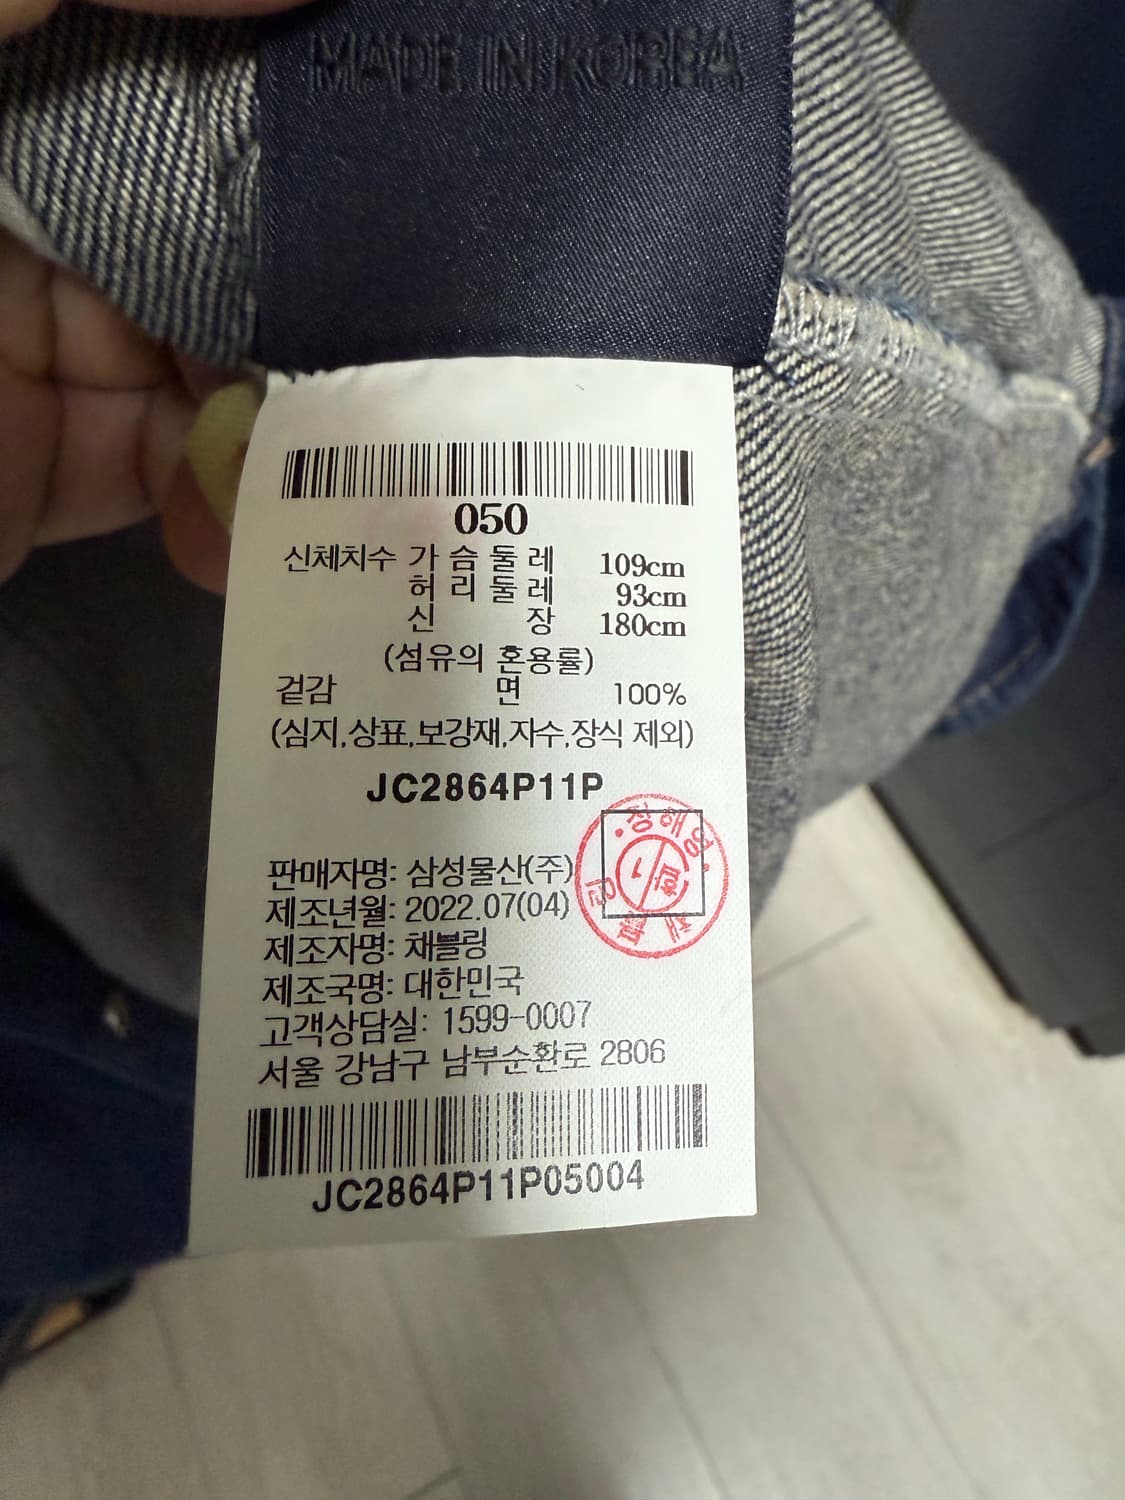 MADE IN KOREA
050
신체치수 가슴둘레 109cm
허리둘레 93cm
신장 180cm
(섬유의 혼용률)
겉감 면 100%
(심지,상표,보강재,자수,장식 제외)
JC2864P11P
판매자명: 삼성물산(주)
제조년월: 2022.07(04)
제조자명: 채블링
제조국명: 대한민국
고객상담실: 1599-0007
서울 강남구 남부순환로 2806
JC2864P11P05004